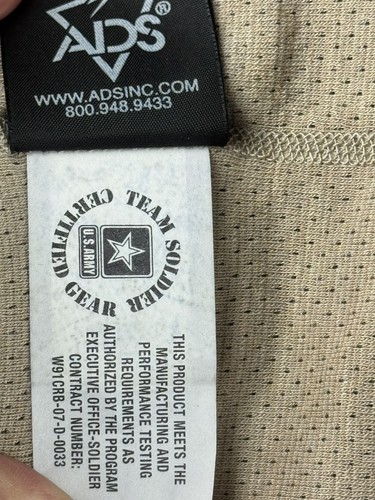 ADS®
WWW.ADSINC.COM
800.948.9433
TEAM SOLDIER
CERTIFIED GEAR
U.S.ARMY
THIS PRODUCT MEETS THE
MANUFACTURING AND
PERFORMANCE TESTING
REQUIREMENTS AS
AUTHORIZED BY THE PROGRAM
EXECUTIVE OFFICE-SOLDIER
CONTRACT NUMBER:
W91CRB-07-D-0033